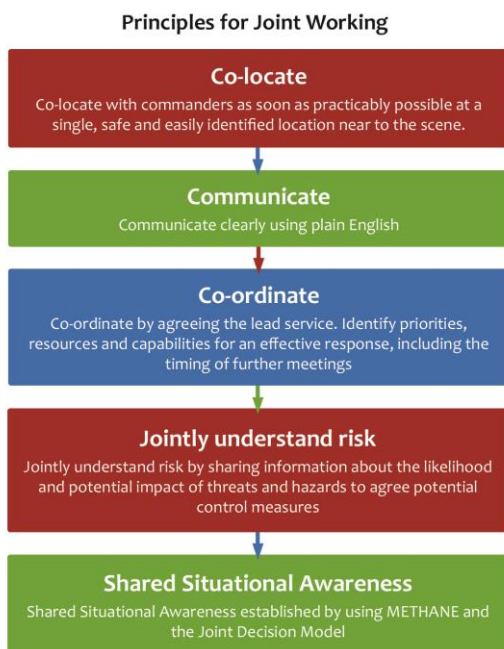 Principles for Joint Working
Co-locate
Co-locate with commanders as soon as practicably possible at a
single, safe and easily identified location near to the scene.
Communicate
Communicate clearly using plain English
Co-ordinate
Co-ordinate by agreeing the lead service. Identify priorities,
resources and capabilities for an effective response, including the
timing of further meetings
Jointly understand risk
Jointly understand risk by sharing information about the likelihood
and potential impact of threats and hazards to agree potential
control measures
Shared Situational Awareness
Shared Situational Awareness established by using METHANE and
the Joint Decision Model